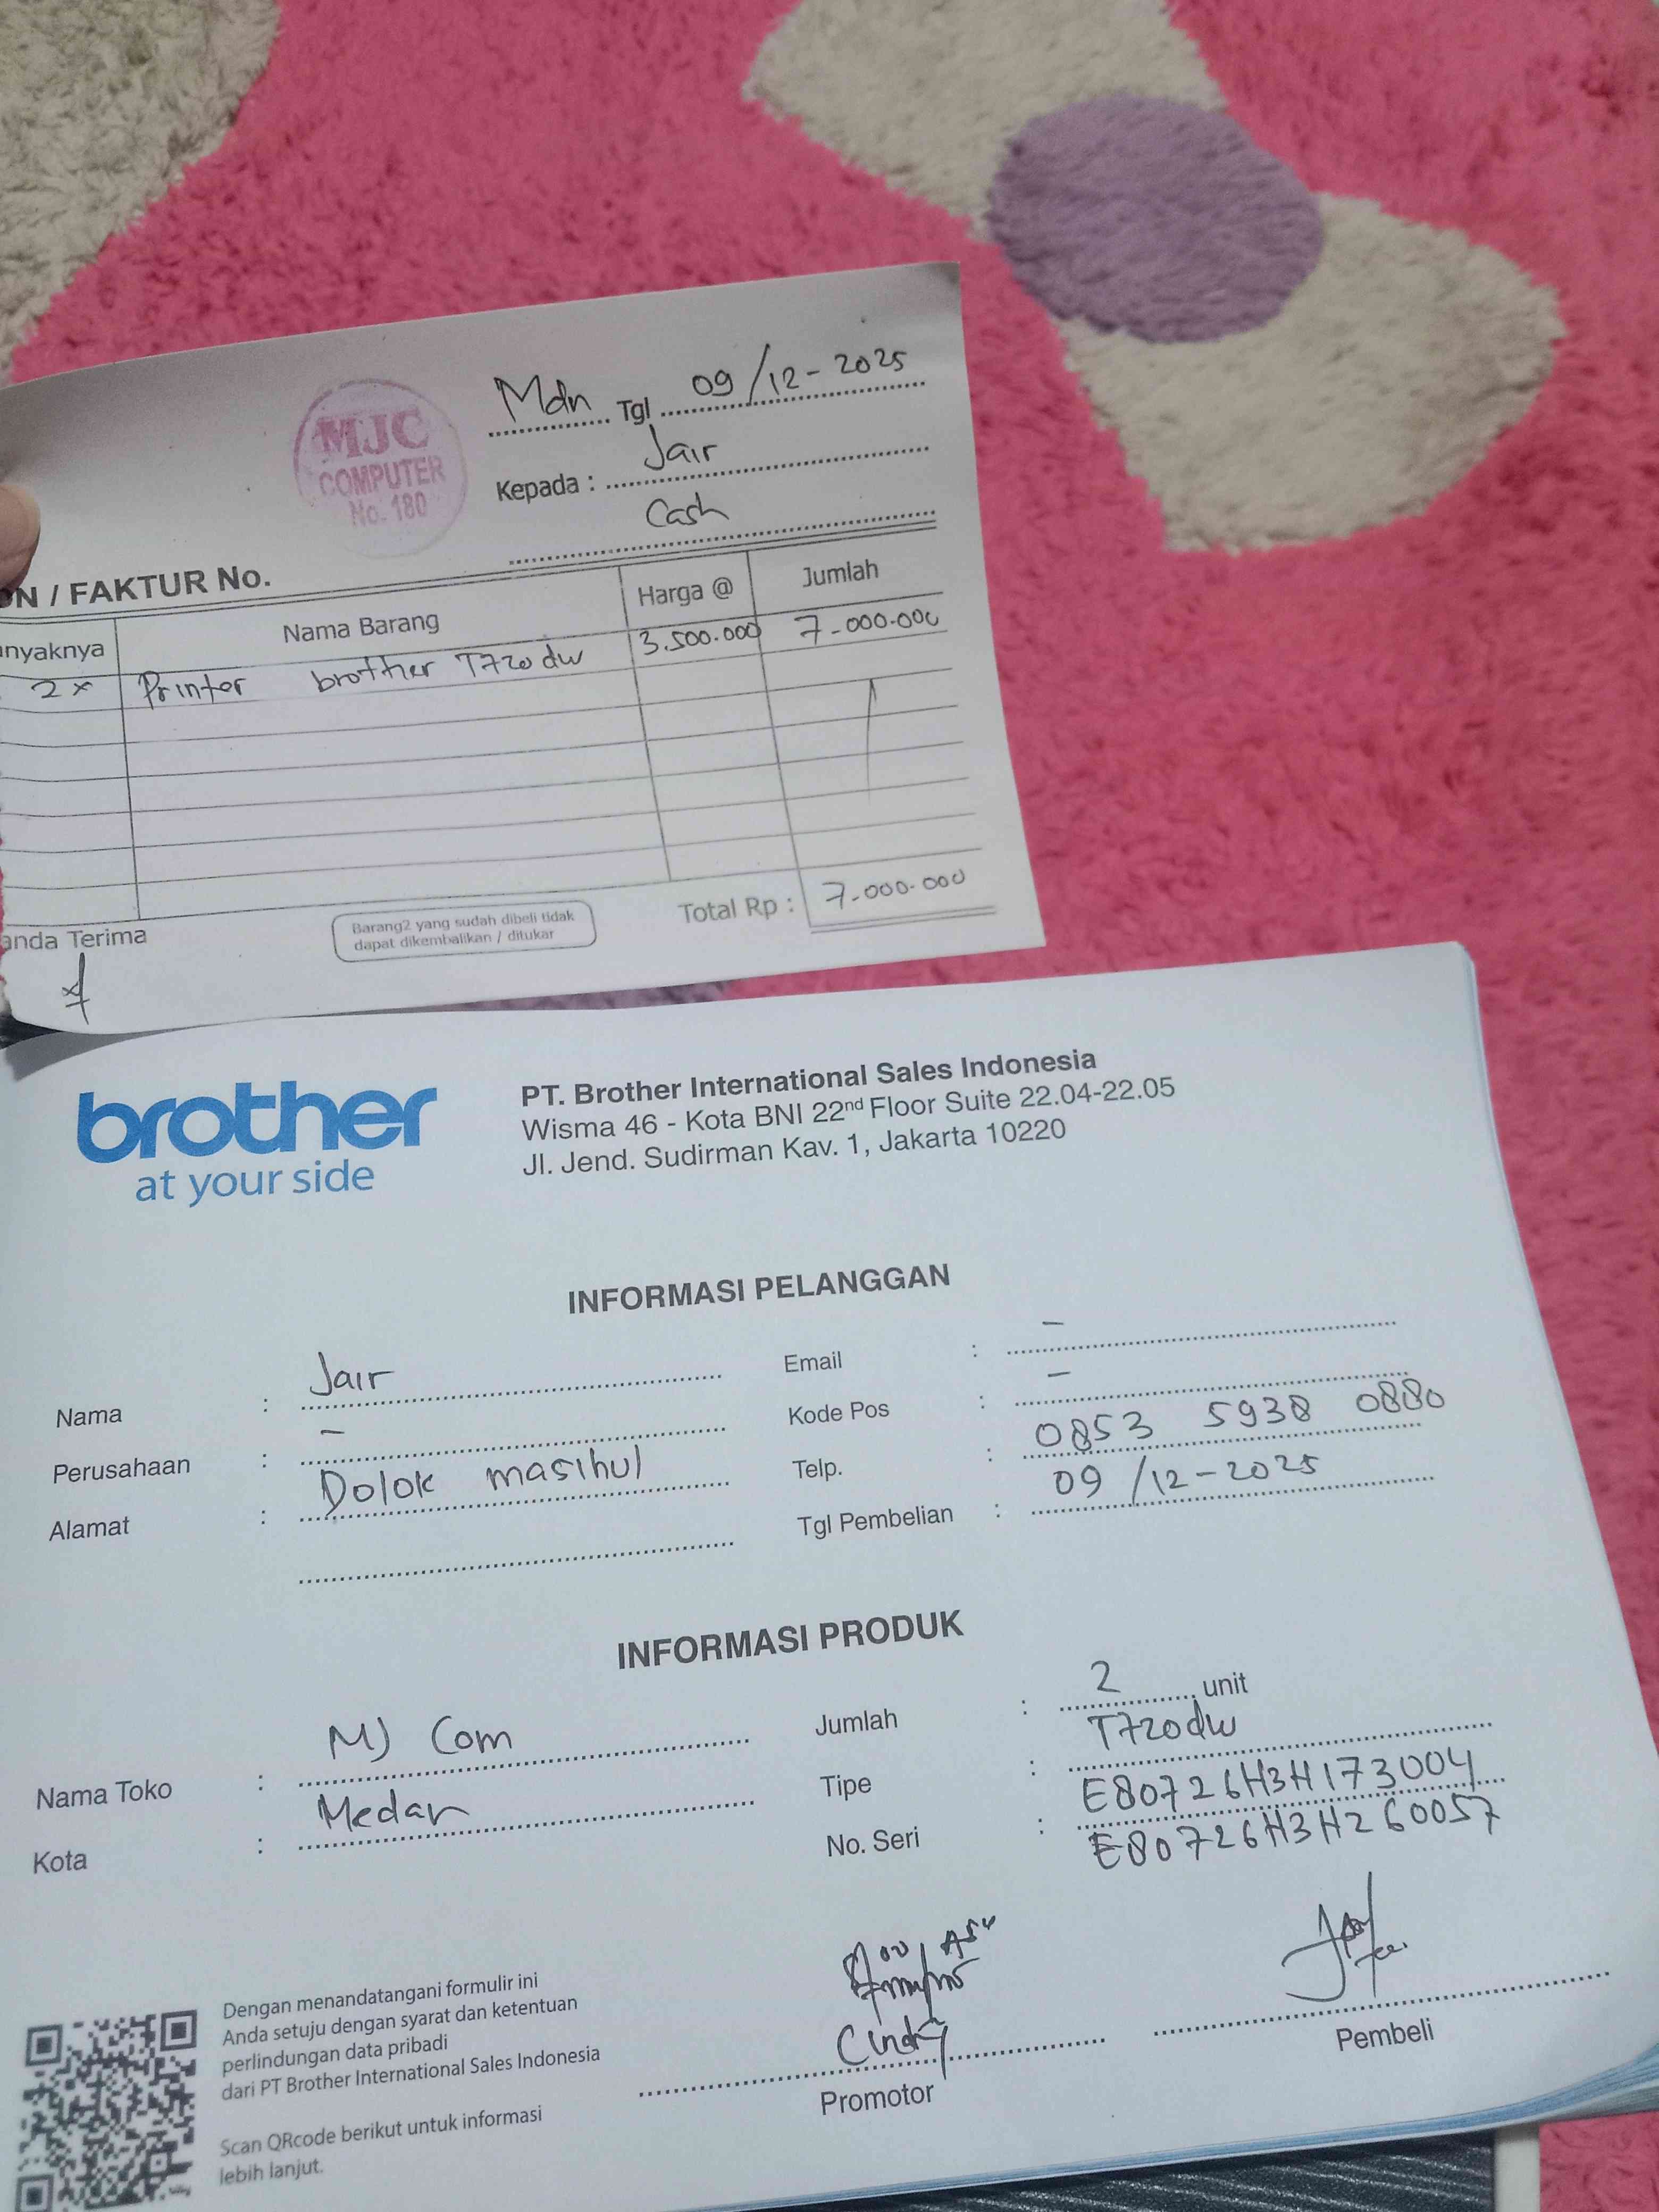 MJC
COMPUTER
No. 180
Mdn Tgl 09/12-2025
Kepada : Jair
Cash
ON / FAKTUR No.
nyaknya Nama Barang Harga @ Jumlah
2x Printer brother T720dw 3.500.000 7.000.000
Total Rp : 7.000.000
anda Terima
Barang2 yang sudah dibeli tidak
dapat dikembalikan / ditukar
brother
at your side
PT. Brother International Sales Indonesia
Wisma 46 - Kota BNI 22nd Floor Suite 22.04-22.05
Jl. Jend. Sudirman Kav. 1, Jakarta 10220
INFORMASI PELANGGAN
Nama : Jair
Perusahaan : -
Alamat : Dolok masihul
Email : -
Kode Pos : -
Telp. : 0853 5938 0880
Tgl Pembelian : 09/12-2025
INFORMASI PRODUK
Nama Toko : MJ Com
Kota : Medan
Jumlah : 2 unit
Tipe : T720dw
No. Seri : E80726H3H173004
E80726H3H260057
Dengan menandatangani formulir ini
Anda setuju dengan syarat dan ketentuan
perlindungan data pribadi
dari PT Brother International Sales Indonesia
Scan QRcode berikut untuk informasi
lebih lanjut.
Cindy
Promotor
Pembeli